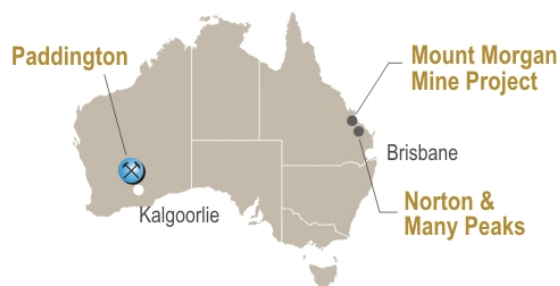 Paddington
Mount Morgan
Mine Project
Brisbane
Kalgoorlie
Norton &
Many Peaks